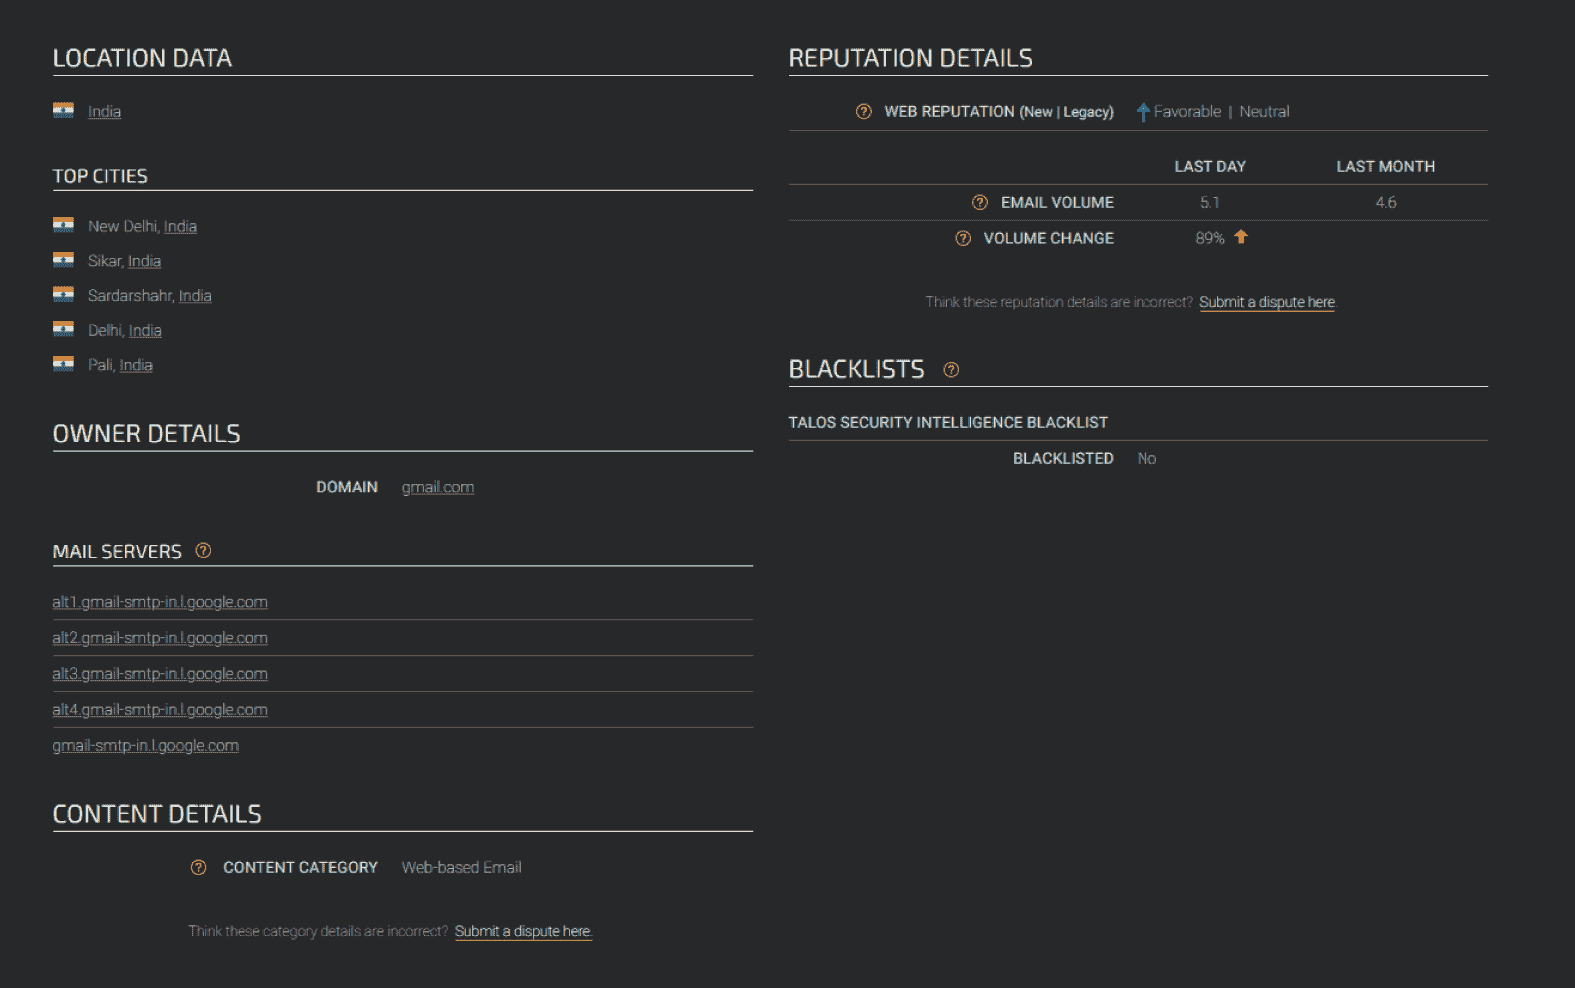 LOCATION DATA
India
TOP CITIES
New Delhi, India
Sikar, India
Sardarshahr, India
Delhi, India
Pali, India
OWNER DETAILS
DOMAIN gmail.com
MAIL SERVERS ?
alt1.gmail-smtp-in.l.google.com
alt2.gmail-smtp-in.l.google.com
alt3.gmail-smtp-in.l.google.com
alt4.gmail-smtp-in.l.google.com
gmail-smtp-in.l.google.com
CONTENT DETAILS
? CONTENT CATEGORY Web-based Email
Think these category details are incorrect? Submit a dispute here.
REPUTATION DETAILS
? WEB REPUTATION (New | Legacy) Favorable | Neutral
LAST DAY LAST MONTH
? EMAIL VOLUME 5.1 4.6
? VOLUME CHANGE 89%
Think these reputation details are incorrect? Submit a dispute here.
BLACKLISTS ?
TALOS SECURITY INTELLIGENCE BLACKLIST
BLACKLISTED No